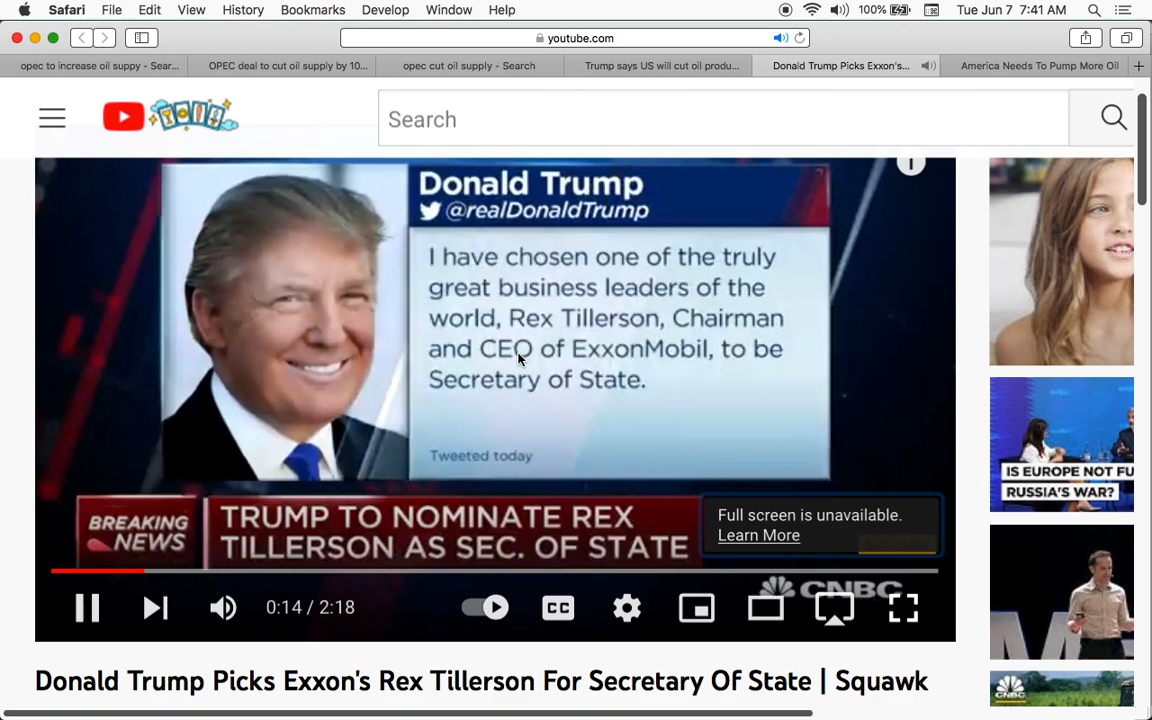 Safari File Edit View History Bookmarks Develop Window Help 100% Tue Jun 7 7:41 AM
youtube.com
opec to increase oil suppy - Sear... OPEC deal to cut oil supply by 10... opec cut oil supply - Search Trump says US will cut oil produ... Donald Trump Picks Exxon's... America Needs To Pump More Oil
Search
Donald Trump
@realDonaldTrump
I have chosen one of the truly
great business leaders of the
world, Rex Tillerson, Chairman
and CEO of ExxonMobil, to be
Secretary of State.
Tweeted today
BREAKING
NEWS
TRUMP TO NOMINATE REX
TILLERSON AS SEC. OF STATE
Full screen is unavailable.
Learn More
CNBC
0:14 / 2:18
CC
Donald Trump Picks Exxon's Rex Tillerson For Secretary Of State | Squawk
IS EUROPE NOT FU
RUSSIA'S WAR?